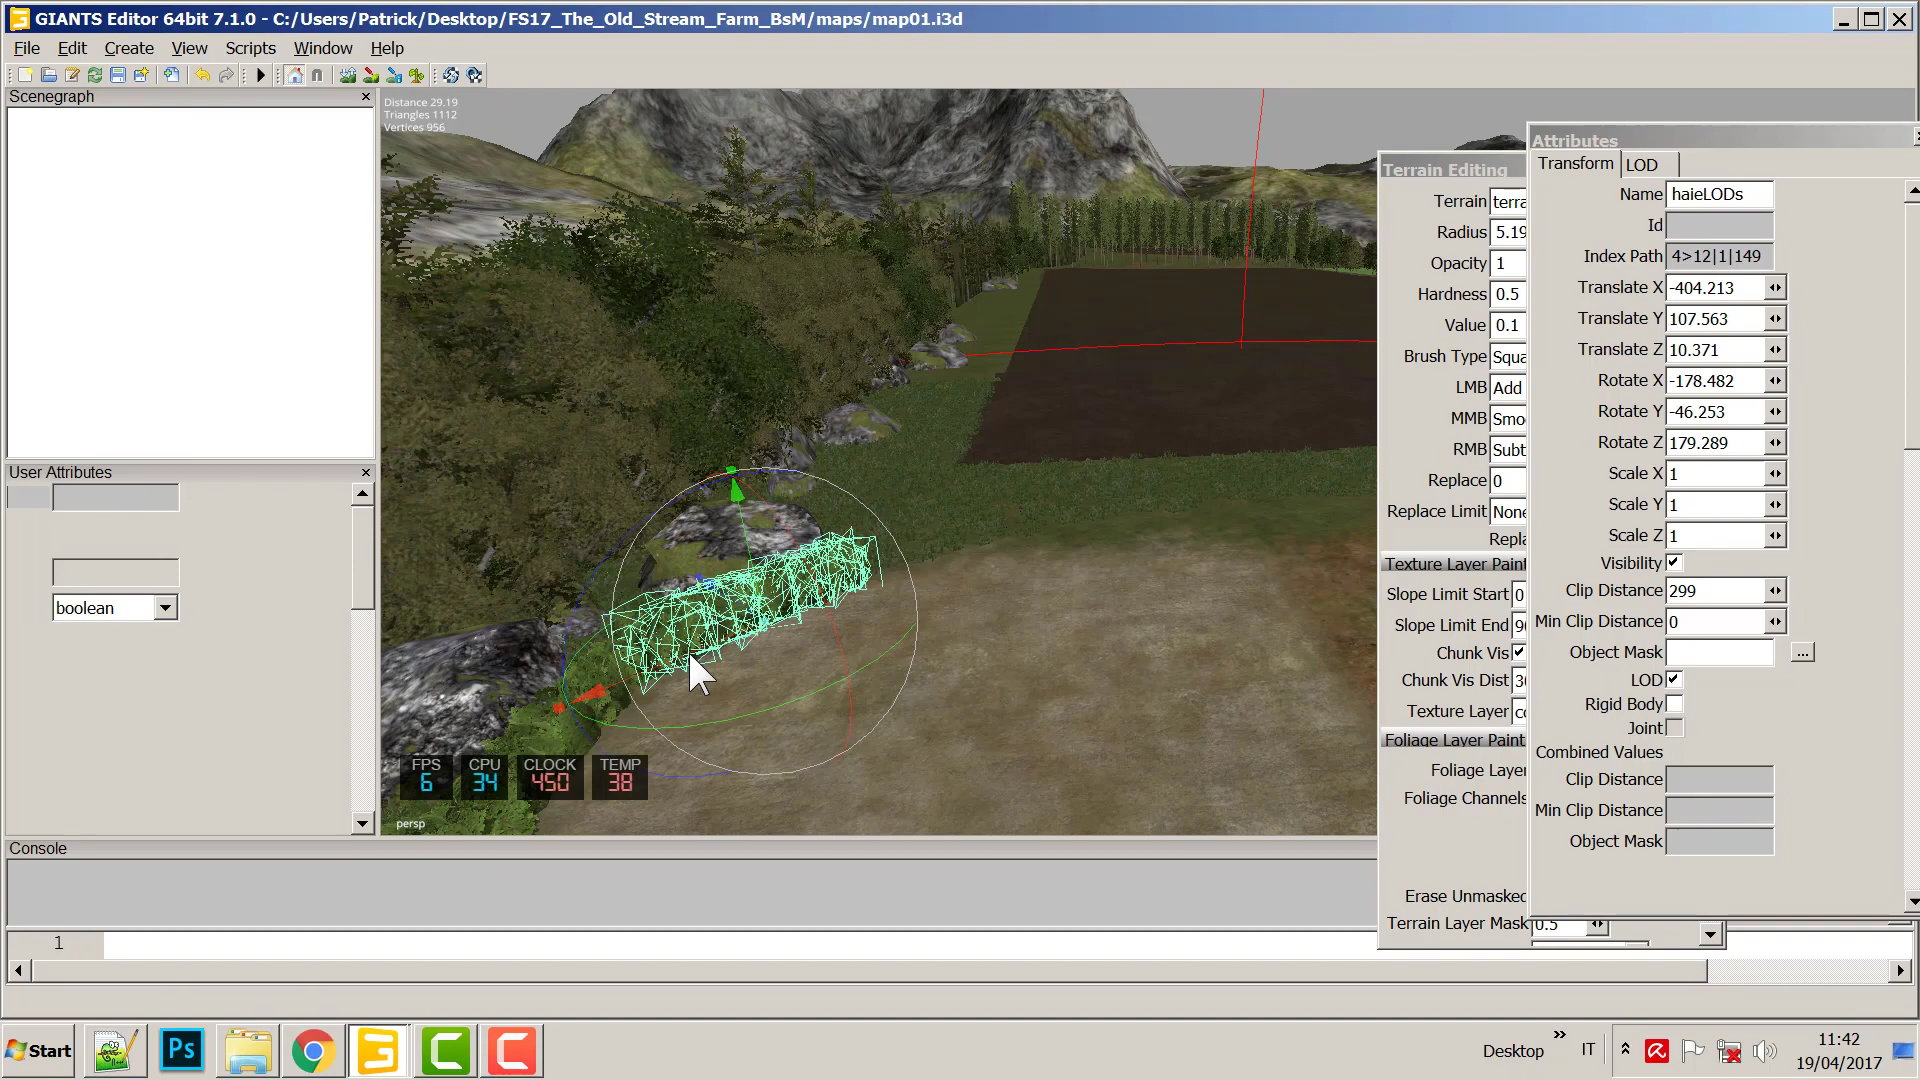 GIANTS Editor 64bit 7.1.0 - C:/Users/Patrick/Desktop/FS17_The_Old_Stream_Farm_BsM/maps/map01.i3d
File Edit Create View Scripts Window Help
Scenegraph
Distance 29.19
Triangles 1112
Vertices 956
User Attributes
boolean
FPS CPU CLOCK TEMP
6 34 450 38
persp
Terrain Editing
Terrain terra
Radius 5.19
Opacity 1
Hardness 0.5
Value 0.1
Brush Type Squa
LMB Add
MMB Smo
RMB Subt
Replace 0
Replace Limit None
Repla
Texture Layer Paint
Slope Limit Start 0
Slope Limit End 90
Chunk Vis
Chunk Vis Dist
Texture Layer
Foliage Layer Paint
Foliage Layer
Foliage Channels
Erase Unmasked
Terrain Layer Mask 0.5
Attributes
Transform LOD
Name haieLODs
Id
Index Path 4>12|1|149
Translate X -404.213
Translate Y 107.563
Translate Z 10.371
Rotate X -178.482
Rotate Y -46.253
Rotate Z 179.289
Scale X 1
Scale Y 1
Scale Z 1
Visibility
Clip Distance 299
Min Clip Distance 0
Object Mask ...
LOD
Rigid Body
Joint
Combined Values
Clip Distance
Min Clip Distance
Object Mask
Console
1
Start Ps Desktop » IT 11:42
19/04/2017